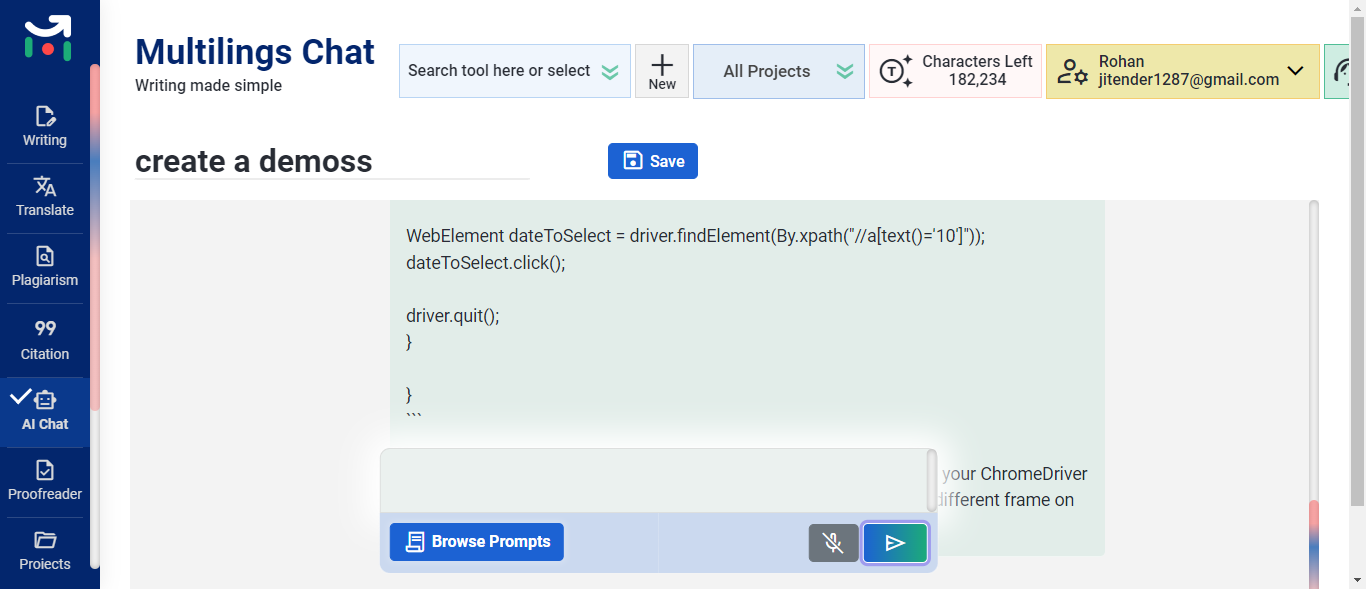 Multilings Chat
Writing made simple
Search tool here or select
New
All Projects
Characters Left
182,234
Rohan
jitender1287@gmail.com
Writing
Translate
Plagiarism
Citation
AI Chat
Proofreader
Projects
create a demoss
Save
WebElement dateToSelect = driver.findElement(By.xpath("//a[text()='10']"));
dateToSelect.click();
driver.quit();
}
}
```
your ChromeDriver
different frame on
Browse Prompts